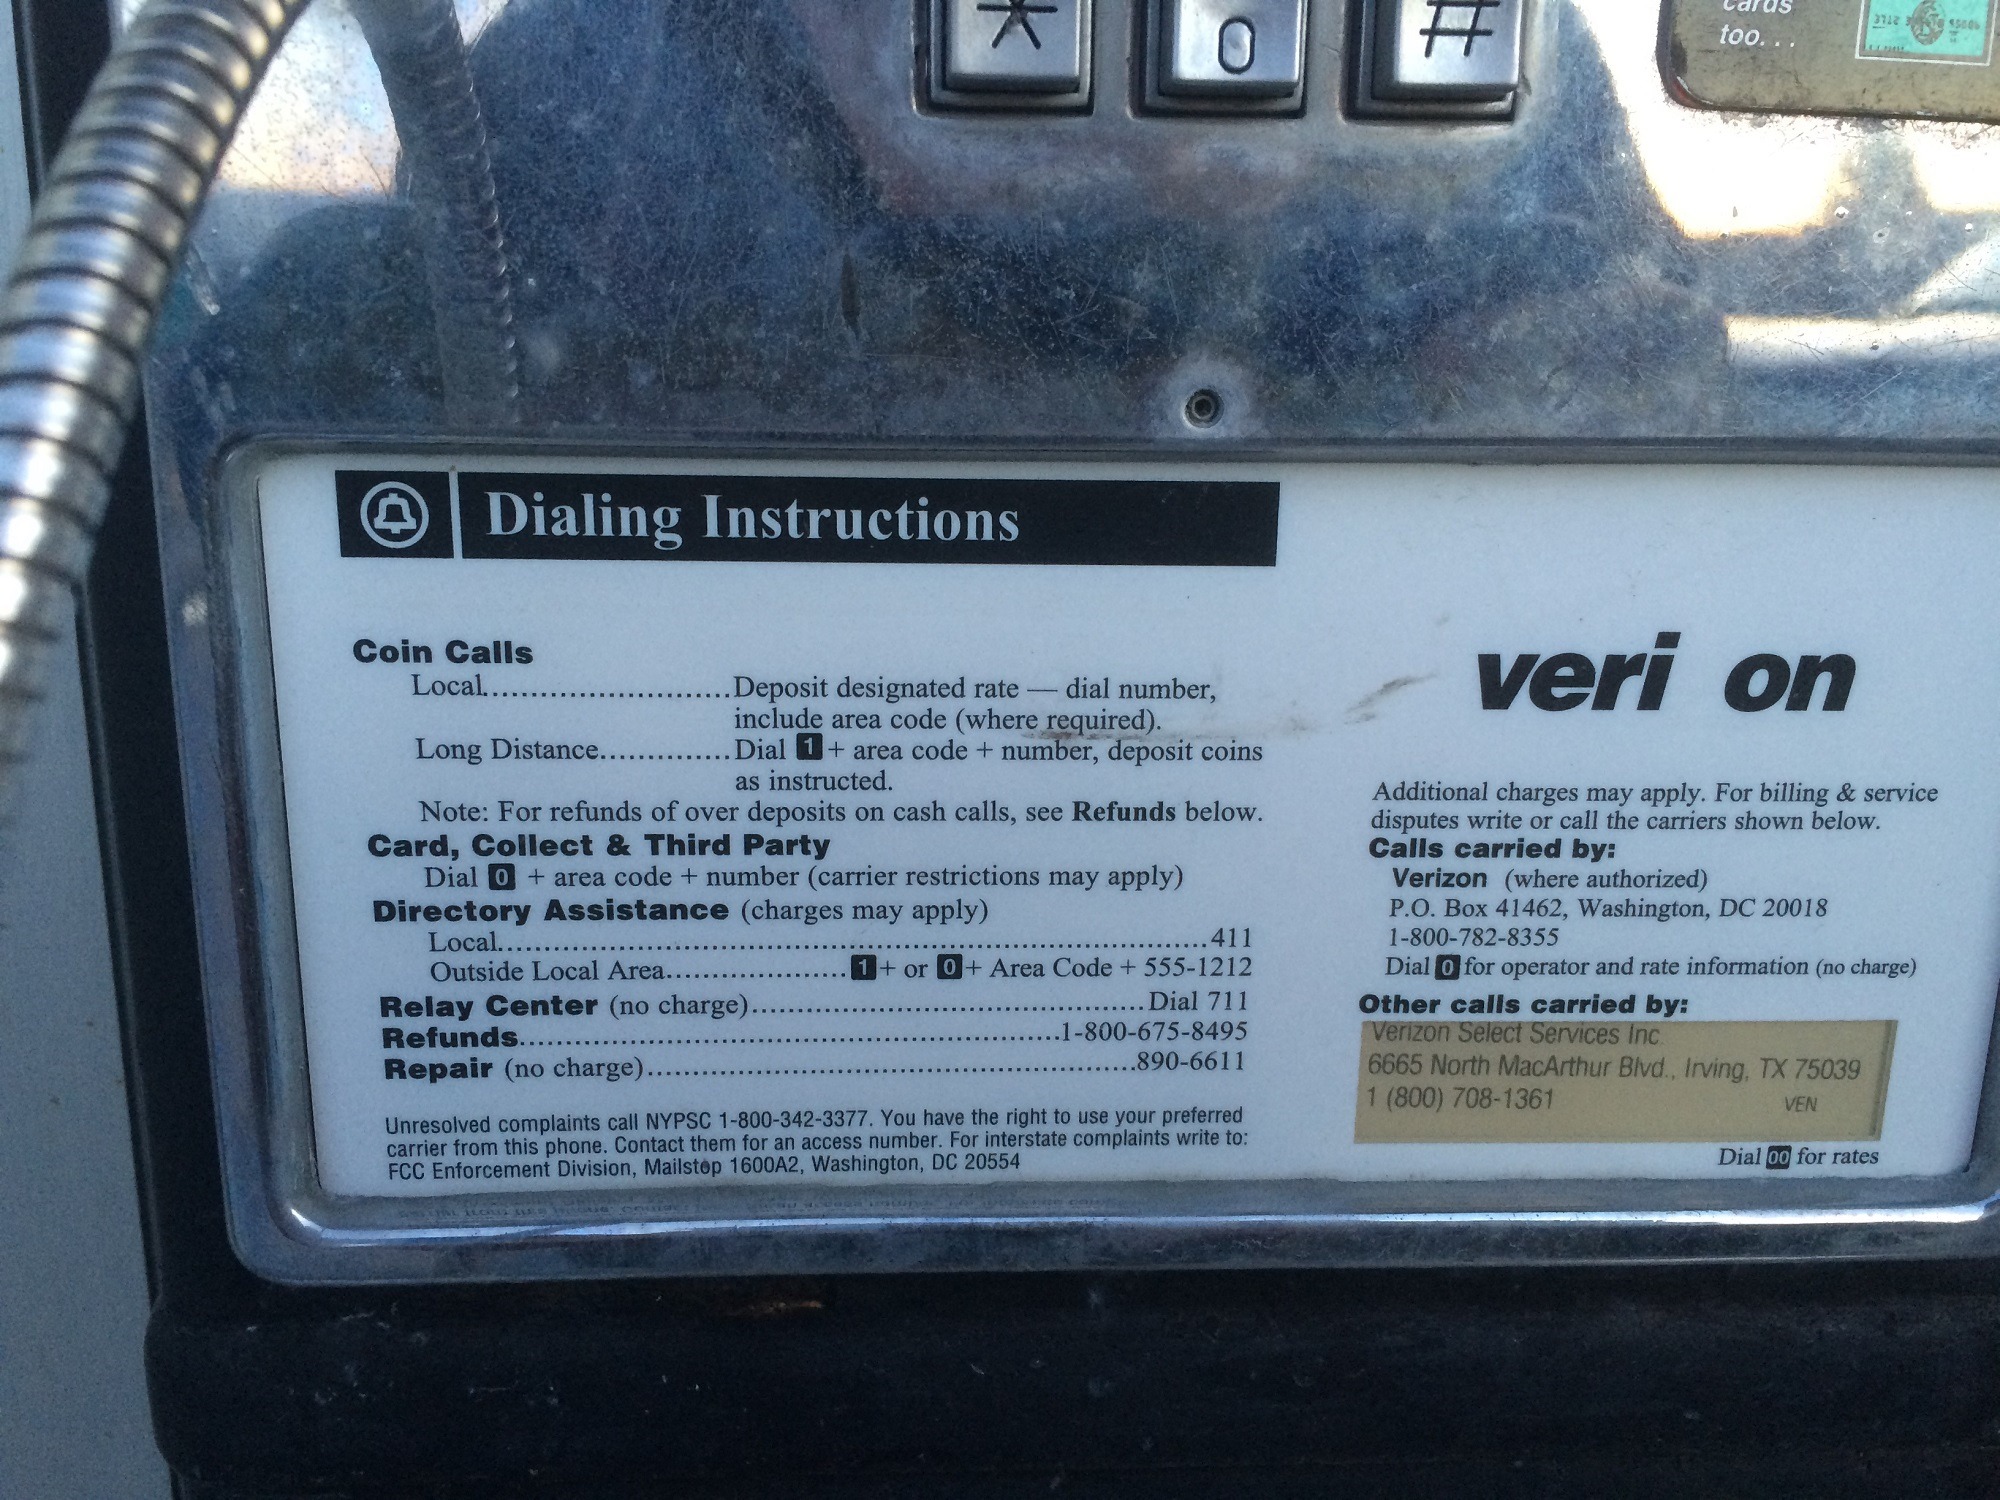 *
0
#
cards
too...
Dialing Instructions
Coin Calls
Local.........................Deposit designated rate — dial number,
include area code (where required).
Long Distance.............Dial 1 + area code + number, deposit coins
as instructed.
Note: For refunds of over deposits on cash calls, see Refunds below.
Card, Collect & Third Party
Dial 0 + area code + number (carrier restrictions may apply)
Directory Assistance (charges may apply)
Local.........................................................................411
Outside Local Area..................1 + or 0 + Area Code + 555-1212
Relay Center (no charge)........................................Dial 711
Refunds.......................................................1-800-675-8495
Repair (no charge)..................................................890-6611
Unresolved complaints call NYPSC 1-800-342-3377. You have the right to use your preferred
carrier from this phone. Contact them for an access number. For interstate complaints write to:
FCC Enforcement Division, Mailstop 1600A2, Washington, DC 20554
veri on
Additional charges may apply. For billing & service
disputes write or call the carriers shown below.
Calls carried by:
Verizon (where authorized)
P.O. Box 41462, Washington, DC 20018
1-800-782-8355
Dial 0 for operator and rate information (no charge)
Other calls carried by:
Verizon Select Services Inc.
6665 North MacArthur Blvd., Irving, TX 75039
1 (800) 708-1361 VEN
Dial 00 for rates